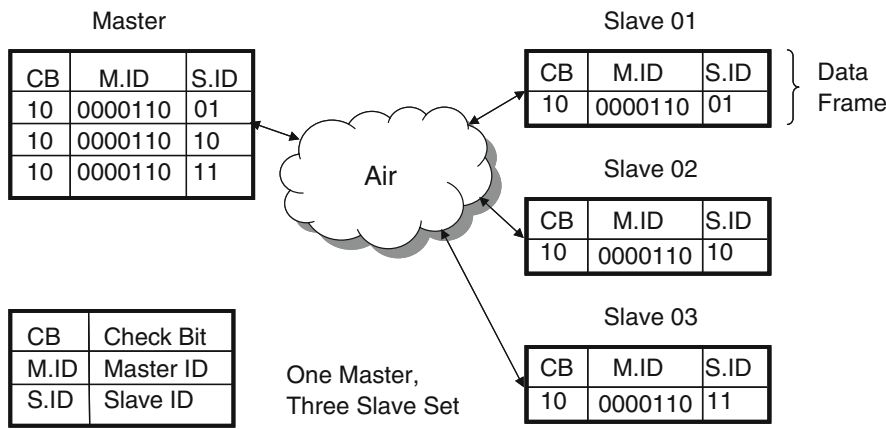 Master
CB M.ID S.ID
10 0000110 01
10 0000110 10
10 0000110 11
Air
Slave 01
CB M.ID S.ID
10 0000110 01
Data
Frame
Slave 02
CB M.ID S.ID
10 0000110 10
Slave 03
CB M.ID S.ID
10 0000110 11
CB Check Bit
M.ID Master ID
S.ID Slave ID
One Master,
Three Slave Set